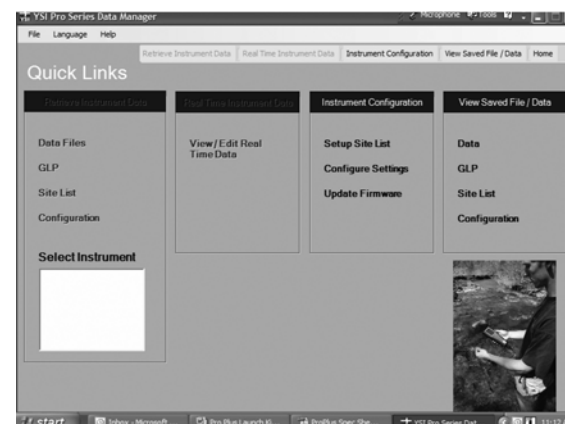 YSI Pro Series Data Manager
Microphone Tools
File Language Help
Retrieve Instrument Data Real Time Instrument Data Instrument Configuration View Saved File / Data Home
Quick Links
Retrieve Instrument Data Real Time Instrument Data Instrument Configuration View Saved File / Data
Data Files View / Edit Real Setup Site List Data
Time Data
GLP Configure Settings GLP
Site List Update Firmware Site List
Configuration Configuration
Select Instrument
start Inbox - Microsoft ... Pro Plus Launch Ki... ProPlus Spec She... YSI Pro Series Dat... 11:12